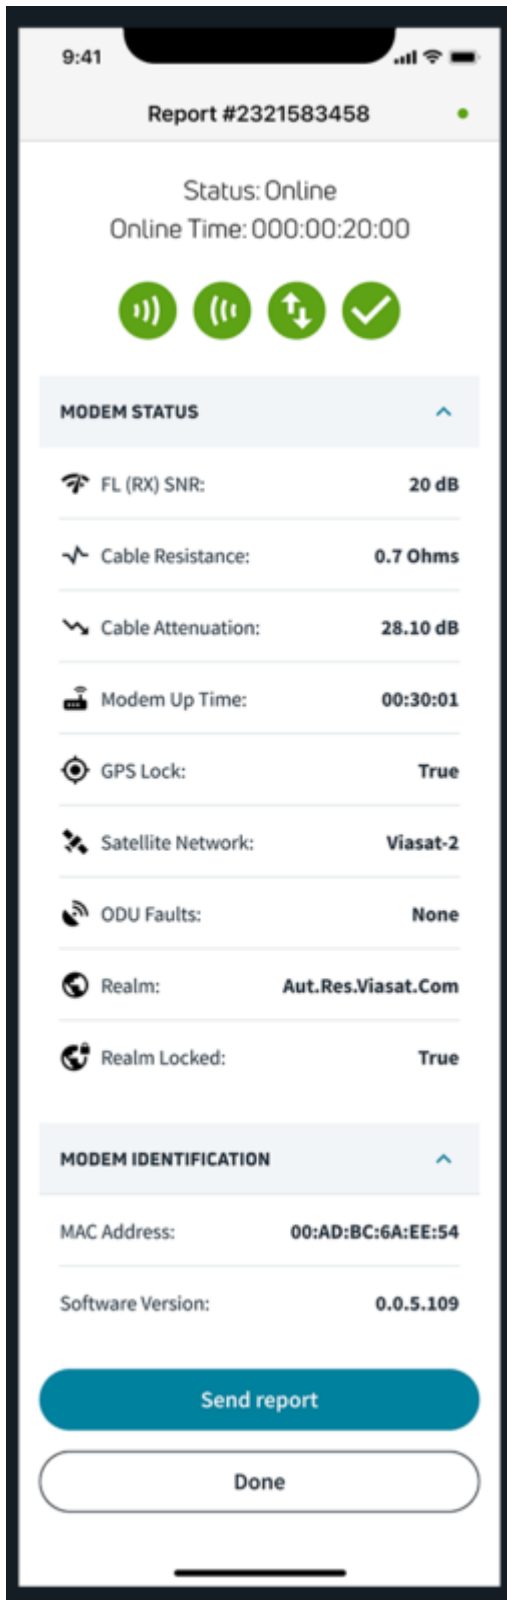 9:41
Report #2321583458
Status: Online
Online Time: 000:00:20:00
MODEM STATUS
FL (RX) SNR: 20 dB
Cable Resistance: 0.7 Ohms
Cable Attenuation: 28.10 dB
Modem Up Time: 00:30:01
GPS Lock: True
Satellite Network: Viasat-2
ODU Faults: None
Realm: Aut.Res.Viasat.Com
Realm Locked: True
MODEM IDENTIFICATION
MAC Address: 00:AD:BC:6A:EE:54
Software Version: 0.0.5.109
Send report
Done